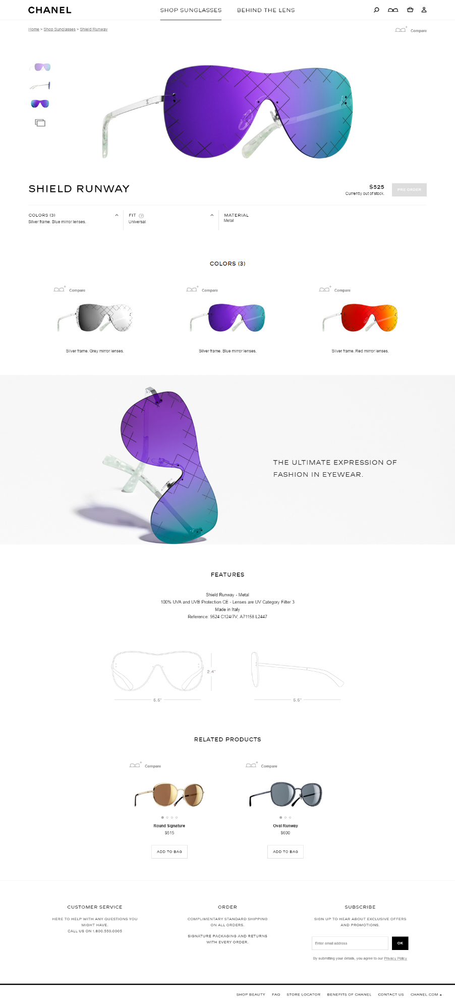 CHANEL
SHOP SUNGLASSES
BEHIND THE LENS
Home > Shop Sunglasses > Shield Runway
Compare
SHIELD RUNWAY
$525
Currently out of stock.
PRE ORDER
COLORS (3)
Silver frame. Blue mirror lenses.
FIT ?
Universal
MATERIAL
Metal
COLORS (3)
Compare
Compare
Compare
Silver frame. Grey mirror lenses.
Silver frame. Blue mirror lenses.
Silver frame. Red mirror lenses.
THE ULTIMATE EXPRESSION OF
FASHION IN EYEWEAR.
FEATURES
Shield Runway - Metal
100% UVA and UVB Protection CE - Lenses are UV Category Filter 3
Made in Italy
Reference: 9524 C124/7V, A71158 L2447
2.4"
5.5"
5.5"
RELATED PRODUCTS
Compare
Compare
Round Signature
$515
ADD TO BAG
Oval Runway
$600
ADD TO BAG
CUSTOMER SERVICE
HERE TO HELP WITH ANY QUESTIONS YOU
MIGHT HAVE.
CALL US ON 1.800.550.0005
ORDER
COMPLIMENTARY STANDARD SHIPPING
ON ALL ORDERS.
SIGNATURE PACKAGING AND RETURNS
WITH EVERY ORDER.
SUBSCRIBE
SIGN UP TO HEAR ABOUT EXCLUSIVE OFFERS
AND PROMOTIONS.
Enter email address
OK
By submitting your details, you agree to our Privacy Policy
SHOP BEAUTY
FAQ
STORE LOCATOR
BENEFITS OF CHANEL
CONTACT US
CHANEL.COM